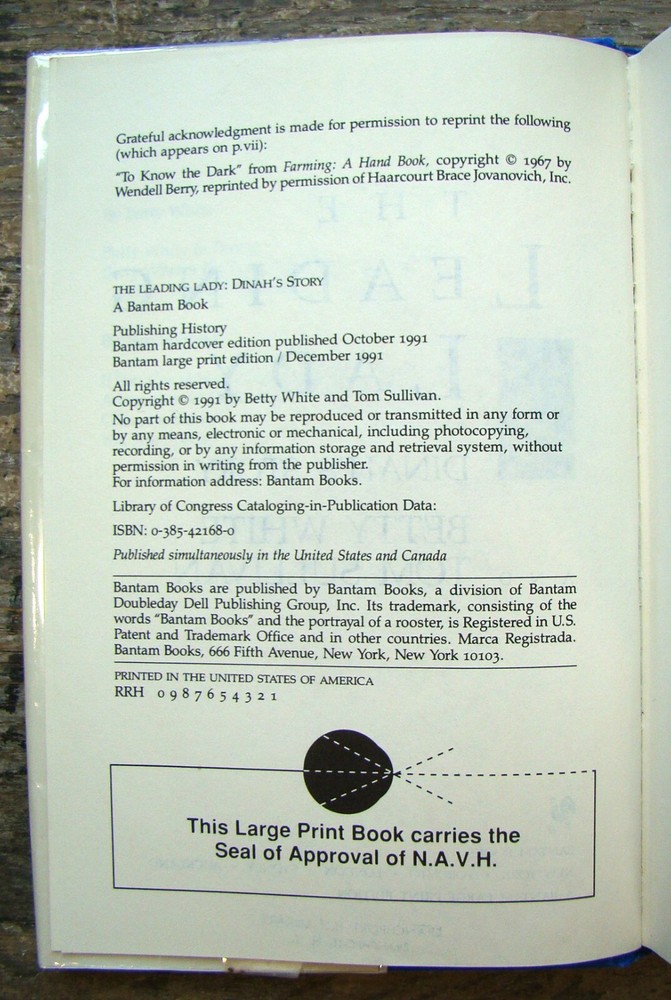 Grateful acknowledgment is made for permission to reprint the following
(which appears on p.vii):
"To Know the Dark" from Farming: A Hand Book, copyright © 1967 by
Wendell Berry, reprinted by permission of Haarcourt Brace Jovanovich, Inc.
THE LEADING LADY: DINAH'S STORY
A Bantam Book
Publishing History
Bantam hardcover edition published October 1991
Bantam large print edition / December 1991
All rights reserved.
Copyright © 1991 by Betty White and Tom Sullivan.
No part of this book may be reproduced or transmitted in any form or
by any means, electronic or mechanical, including photocopying,
recording, or by any information storage and retrieval system, without
permission in writing from the publisher.
For information address: Bantam Books.
Library of Congress Cataloging-in-Publication Data:
ISBN: 0-385-42168-0
Published simultaneously in the United States and Canada
Bantam Books are published by Bantam Books, a division of Bantam
Doubleday Dell Publishing Group, Inc. Its trademark, consisting of the
words "Bantam Books" and the portrayal of a rooster, is Registered in U.S.
Patent and Trademark Office and in other countries. Marca Registrada.
Bantam Books, 666 Fifth Avenue, New York, New York 10103.
PRINTED IN THE UNITED STATES OF AMERICA
RRH 0 9 8 7 6 5 4 3 2 1
This Large Print Book carries the
Seal of Approval of N.A.V.H.